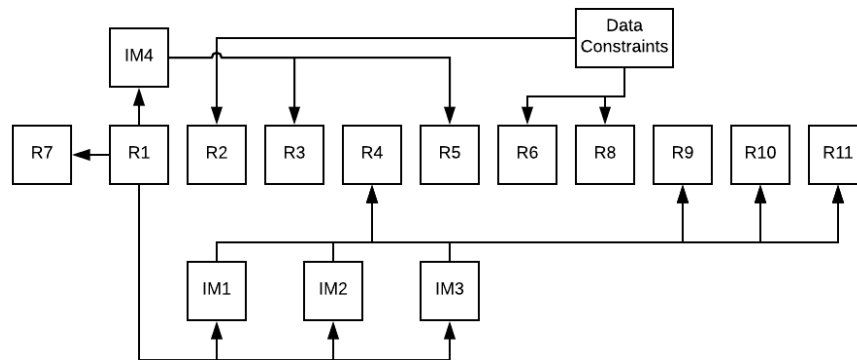 Data
Constraints
IM4
R7
R1
R2
R3
R4
R5
R6
R8
R9
R10
R11
IM1
IM2
IM3